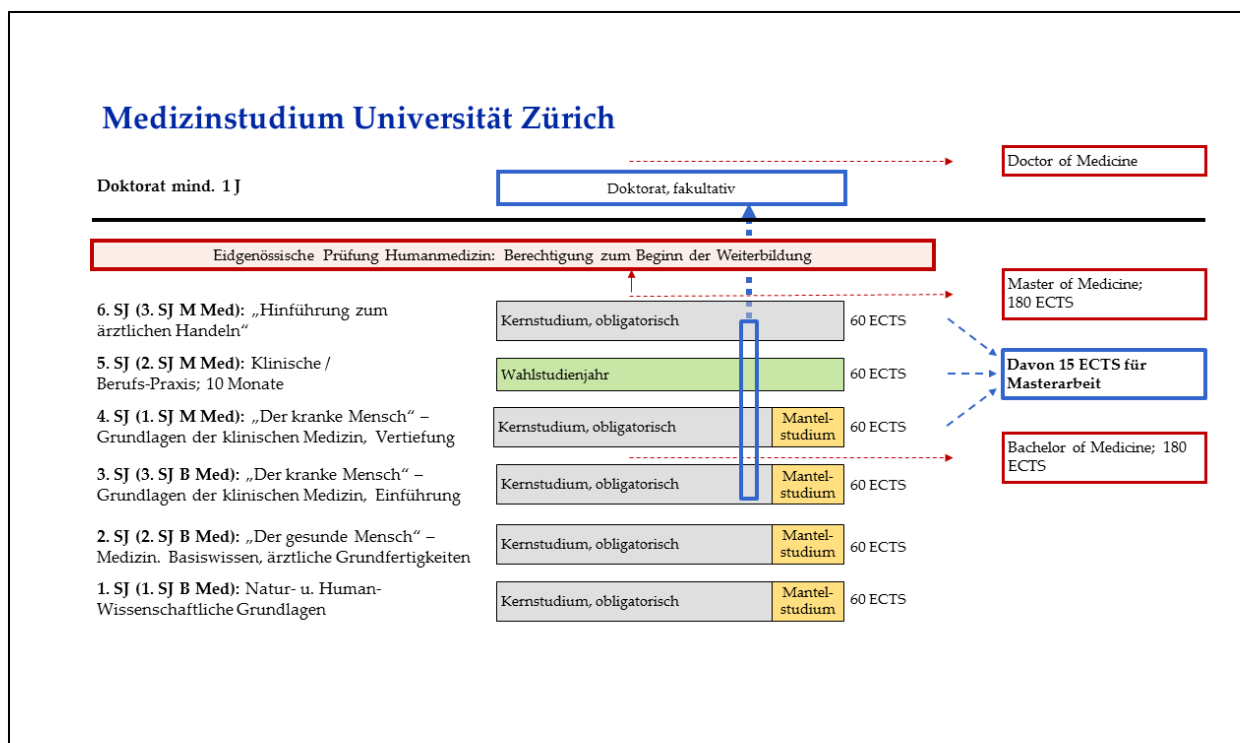 Medizinstudium Universität Zürich
Doktorat mind. 1 J
Doktorat, fakultativ
Doctor of Medicine
Eidgenössische Prüfung Humanmedizin: Berechtigung zum Beginn der Weiterbildung
6. SJ (3. SJ M Med): „Hinführung zum
ärztlichen Handeln“
Kernstudium, obligatorisch
60 ECTS
Master of Medicine;
180 ECTS
5. SJ (2. SJ M Med): Klinische /
Berufs-Praxis; 10 Monate
Wahlstudienjahr
60 ECTS
Davon 15 ECTS für
Masterarbeit
4. SJ (1. SJ M Med): „Der kranke Mensch“ –
Grundlagen der klinischen Medizin, Vertiefung
Kernstudium, obligatorisch
Mantel-
studium
60 ECTS
Bachelor of Medicine; 180
ECTS
3. SJ (3. SJ B Med): „Der kranke Mensch“ –
Grundlagen der klinischen Medizin, Einführung
Kernstudium, obligatorisch
Mantel-
studium
60 ECTS
2. SJ (2. SJ B Med): „Der gesunde Mensch“ –
Medizin. Basiswissen, ärztliche Grundfertigkeiten
Kernstudium, obligatorisch
Mantel-
studium
60 ECTS
1. SJ (1. SJ B Med): Natur- u. Human-
Wissenschaftliche Grundlagen
Kernstudium, obligatorisch
Mantel-
studium
60 ECTS